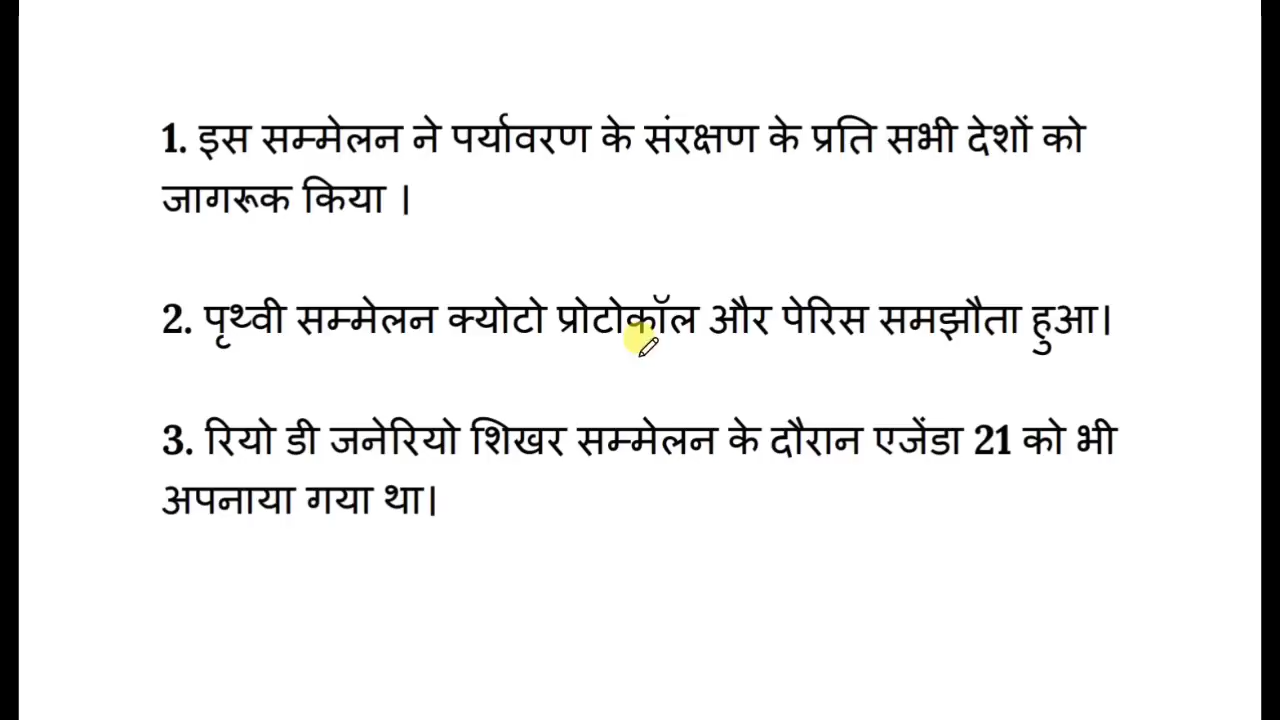 1. इस सम्मेलन ने पर्यावरण के संरक्षण के प्रति सभी देशों को
जागरूक किया ।
2. पृथ्वी सम्मेलन क्योटो प्रोटोकॉल और पेरिस समझौता हुआ।
3. रियो डी जनेरियो शिखर सम्मेलन के दौरान एजेंडा 21 को भी
अपनाया गया था।